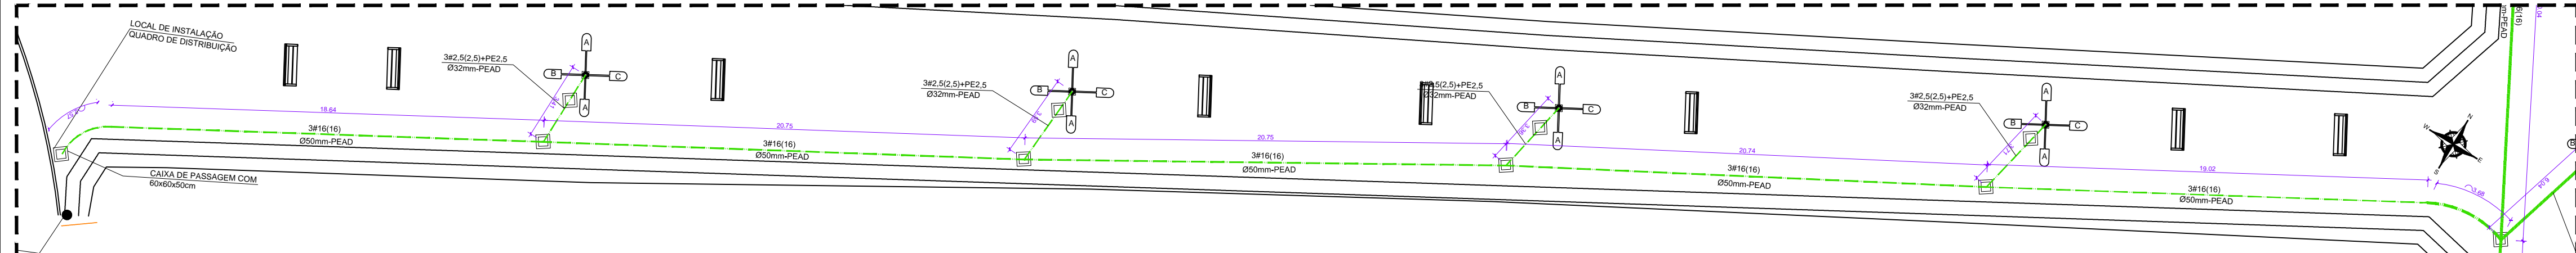 LOCAL DE INSTALAÇÃO
QUADRO DE DISTRIBUIÇÃO
18.64
3#16(16)
Ø50mm-PEAD
CAIXA DE PASSAGEM COM
60x60x50cm
3#2,5(2,5)+PE2,5
Ø32mm-PEAD
A
B
C
A
20.75
3#16(16)
Ø50mm-PEAD
3#2,5(2,5)+PE2,5
Ø32mm-PEAD
A
B
C
A
20.75
3#16(16)
Ø50mm-PEAD
3#2,5(2,5)+PE2,5
Ø32mm-PEAD
A
B
C
A
20.74
3#16(16)
Ø50mm-PEAD
3#2,5(2,5)+PE2,5
Ø32mm-PEAD
A
B
C
A
19.02
3#16(16)
Ø50mm-PEAD
N
W
E
S
3.68
6.04
B